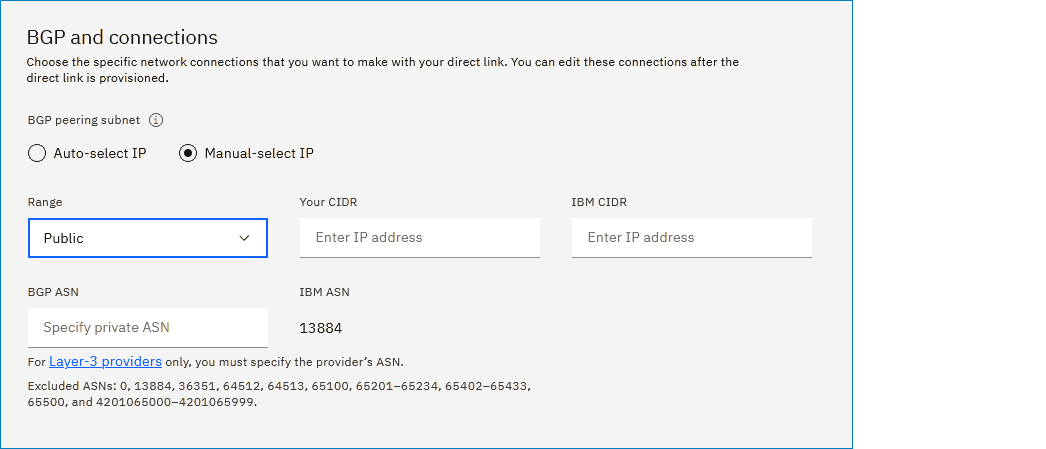 BGP and connections
Choose the specific network connections that you want to make with your direct link. You can edit these connections after the
direct link is provisioned.
BGP peering subnet
Auto-select IP
Manual-select IP
Range
Your CIDR
IBM CIDR
Public
Enter IP address
Enter IP address
BGP ASN
IBM ASN
Specify private ASN
13884
For Layer-3 providers only, you must specify the provider’s ASN.
Excluded ASNs: 0, 13884, 36351, 64512, 64513, 65100, 65201–65234, 65402–65433,
65500, and 4201065000–4201065999.